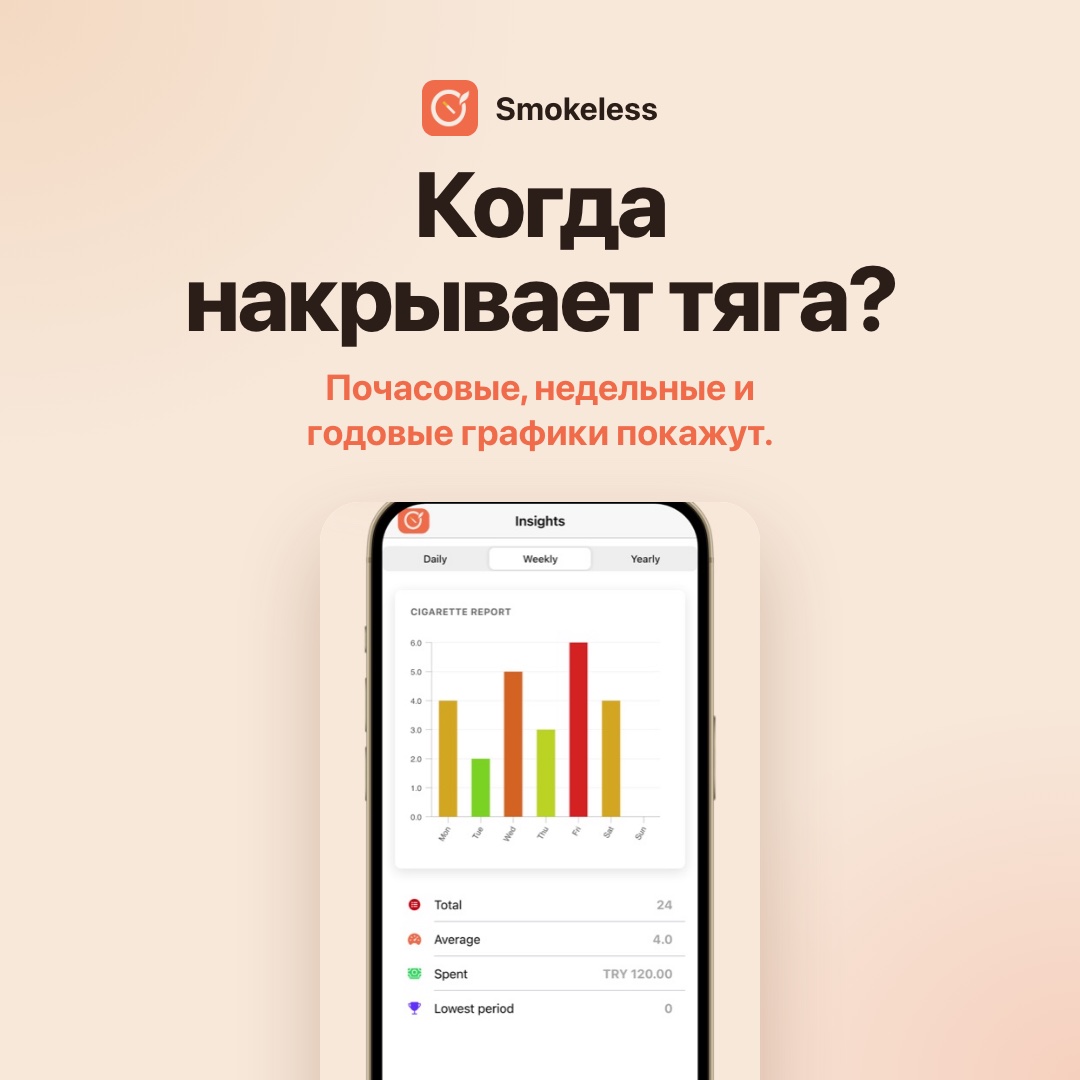 Smokeless
Когда
накрывает тяга?
Почасовые, недельные и
годовые графики покажут.
Insights
Daily Weekly Yearly
CIGARETTE REPORT
6.0
5.0
4.0
3.0
2.0
1.0
0.0
Mon Tue Wed Thu Fri Sat Sun
Total 24
Average 4.0
Spent TRY 120.00
Lowest period 0